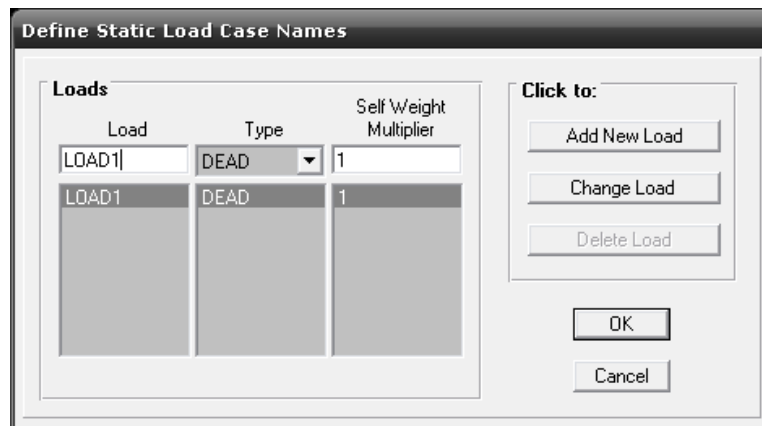 Define Static Load Case Names
Loads
Load Type Self Weight Multiplier
LOAD1 DEAD 1
LOAD1 DEAD 1
Click to:
Add New Load
Change Load
Delete Load
OK
Cancel